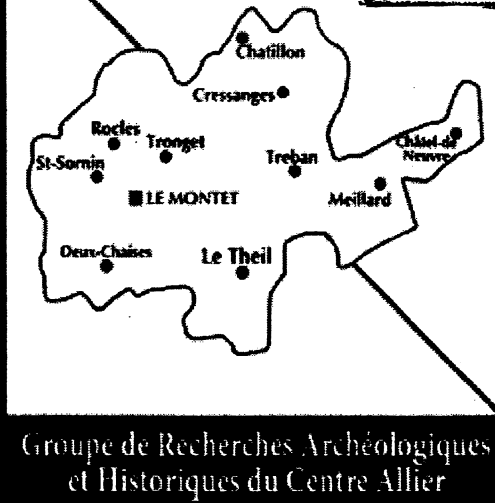 Chatillon
Cressanges
Rocles
Tronget
Treban
Châtel-de
Neuvre
St-Sornin
LE MONTET
Meillard
Deux-Chaises
Le Theil
Groupe de Recherches Archéologiques
et Historiques du Centre Allier